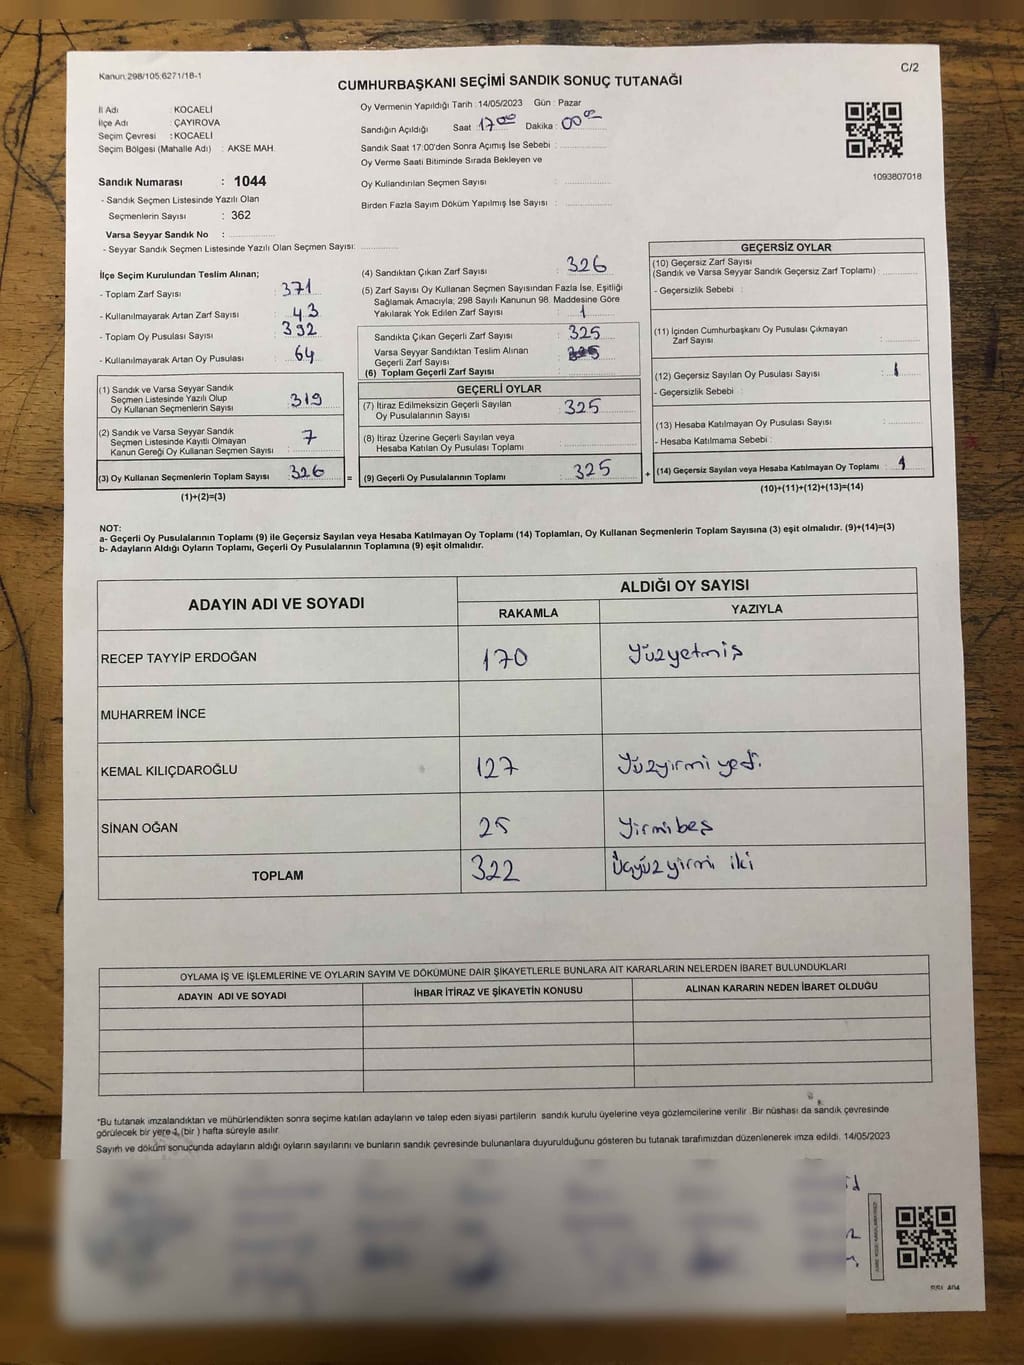 Kanun:298/105;6271/18-1
C/2
CUMHURBAŞKANI SEÇİMİ SANDIK SONUÇ TUTANAĞI
İl Adı : KOCAELİ
İlçe Adı : ÇAYIROVA
Seçim Çevresi : KOCAELİ
Seçim Bölgesi (Mahalle Adı) : AKSE MAH.
Oy Vermenin Yapıldığı Tarih : 14/05/2023 Gün : Pazar
Sandığın Açıldığı Saat : 17 00 Dakika : 00 00
Sandık Saat 17:00'den Sonra Açımış İse Sebebi :
Oy Verme Saati Bitiminde Sırada Bekleyen ve
Oy Kullandırılan Seçmen Sayısı :
Birden Fazla Sayım Döküm Yapılmış İse Sayısı :
1093807018
Sandık Numarası : 1044
- Sandık Seçmen Listesinde Yazılı Olan
Seçmenlerin Sayısı : 362
Varsa Seyyar Sandık No :
- Seyyar Sandık Seçmen Listesinde Yazılı Olan Seçmen Sayısı:
İlçe Seçim Kurulundan Teslim Alınan;
- Toplam Zarf Sayısı : 371
- Kullanılmayarak Artan Zarf Sayısı : 43
- Toplam Oy Pusulası Sayısı : 392
- Kullanılmayarak Artan Oy Pusulası : 64
(1) Sandık ve Varsa Seyyar Sandık
Seçmen Listesinde Yazılı Olup
Oy Kullanan Seçmenlerin Sayısı : 319
(2) Sandık ve Varsa Seyyar Sandık
Seçmen Listesinde Kayıtlı Olmayan
Kanun Gereği Oy Kullanan Seçmen Sayısı : 7
(3) Oy Kullanan Seçmenlerin Toplam Sayısı : 326
(1)+(2)=(3)
(4) Sandıktan Çıkan Zarf Sayısı : 326
(5) Zarf Sayısı Oy Kullanan Seçmen Sayısından Fazla İse, Eşitliği
Sağlamak Amacıyla, 298 Sayılı Kanunun 98. Maddesine Göre
Yakılarak Yok Edilen Zarf Sayısı : 1
Sandıkta Çıkan Geçerli Zarf Sayısı : 325
Varsa Seyyar Sandıktan Teslim Alınan
Geçerli Zarf Sayısı
(6) Toplam Geçerli Zarf Sayısı :
GEÇERLİ OYLAR
(7) İtiraz Edilmeksizin Geçerli Sayılan
Oy Pusulalarının Sayısı : 325
(8) İtiraz Üzerine Geçerli Sayılan veya
Hesaba Katılan Oy Pusulası Toplamı :
= (9) Geçerli Oy Pusulalarının Toplamı : 325 +
GEÇERSİZ OYLAR
(10) Geçersiz Zarf Sayısı
(Sandık ve Varsa Seyyar Sandık Geçersiz Zarf Toplamı) :
- Geçersizlik Sebebi :
(11) İçinden Cumhurbaşkanı Oy Pusulası Çıkmayan
Zarf Sayısı :
(12) Geçersiz Sayılan Oy Pusulası Sayısı : 1
- Geçersizlik Sebebi :
(13) Hesaba Katılmayan Oy Pusulası Sayısı :
- Hesaba Katılmama Sebebi :
(14) Geçersiz Sayılan veya Hesaba Katılmayan Oy Toplamı : 1
(10)+(11)+(12)+(13)=(14)
NOT:
a- Geçerli Oy Pusulalarının Toplamı (9) ile Geçersiz Sayılan veya Hesaba Katılmayan Oy Toplamı (14) Toplamları, Oy Kullanan Seçmenlerin Toplam Sayısına (3) eşit olmalıdır. (9)+(14)=(3)
b- Adayların Aldığı Oyların Toplamı, Geçerli Oy Pusulalarının Toplamına (9) eşit olmalıdır.
ADAYIN ADI VE SOYADI
ALDIĞI OY SAYISI
RAKAMLA YAZIYLA
RECEP TAYYİP ERDOĞAN 170 Yüzyetmiş
MUHARREM İNCE
KEMAL KILIÇDAROĞLU 127 Yüzyirmi yedi
SİNAN OĞAN 25 Yirmibeş
TOPLAM 322 Üçyüz yirmi iki
OYLAMA İŞ VE İŞLEMLERİNE VE OYLARIN SAYIM VE DÖKÜMÜNE DAİR ŞİKAYETLERLE BUNLARA AİT KARARLARIN NELERDEN İBARET BULUNDUKLARI
ADAYIN ADI VE SOYADI İHBAR İTİRAZ VE ŞİKAYETİN KONUSU ALINAN KARARIN NEDEN İBARET OLDUĞU
*Bu tutanak imzalandıktan ve mühürlendikten sonra seçime katılan adayların ve talep eden siyasi partilerin sandık kurulu üyelerine veya gözlemcilerine verilir .Bir nüshası da sandık çevresinde
görülecek bir yere 1 (bir ) hafta süreyle asılır.
Sayım ve döküm sonucunda adayların aldığı oyların sayılarını ve bunların sandık çevresinde bulunanlara duyurulduğunu gösteren bu tutanak tarafımızdan düzenlenerek imza edildi. 14/05/2023